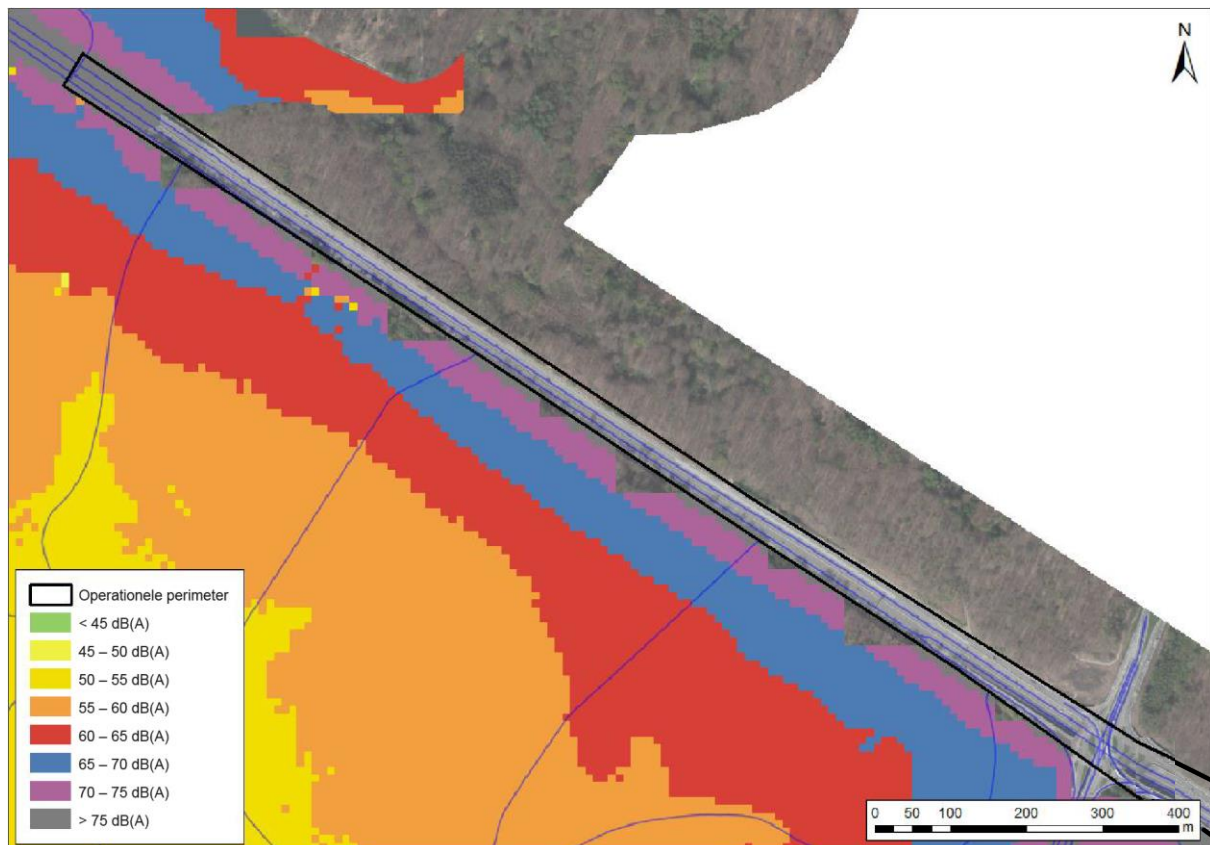 N
Operationele perimeter
< 45 dB(A)
45 – 50 dB(A)
50 – 55 dB(A)
55 – 60 dB(A)
60 – 65 dB(A)
65 – 70 dB(A)
70 – 75 dB(A)
> 75 dB(A)
0 50 100 200 300 400
m